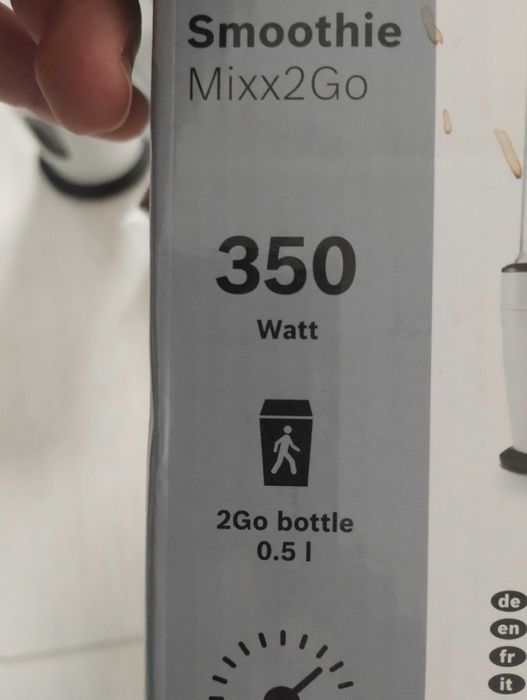 Smoothie
Mixx2Go
350
Watt
2Go bottle
0.5 l
de
en
fr
it